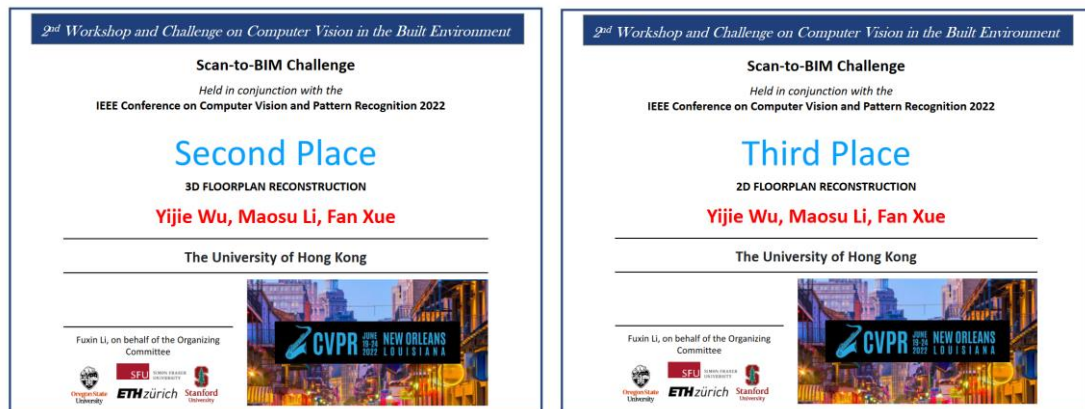 2nd Workshop and Challenge on Computer Vision in the Built Environment
Scan-to-BIM Challenge
Held in conjunction with the
IEEE Conference on Computer Vision and Pattern Recognition 2022
Second Place
3D FLOORPLAN RECONSTRUCTION
Yijie Wu, Maosu Li, Fan Xue
The University of Hong Kong
Fuxin Li, on behalf of the Organizing
Committee
Oregon State
University
SFU SIMON FRASER
UNIVERSITY
ETH zürich
Stanford
University
CVPR JUNE
19-24
2022
NEW ORLEANS
LOUISIANA
2nd Workshop and Challenge on Computer Vision in the Built Environment
Scan-to-BIM Challenge
Held in conjunction with the
IEEE Conference on Computer Vision and Pattern Recognition 2022
Third Place
2D FLOORPLAN RECONSTRUCTION
Yijie Wu, Maosu Li, Fan Xue
The University of Hong Kong
Fuxin Li, on behalf of the Organizing
Committee
Oregon State
University
SFU SIMON FRASER
UNIVERSITY
ETH zürich
Stanford
University
CVPR JUNE
19-24
2022
NEW ORLEANS
LOUISIANA